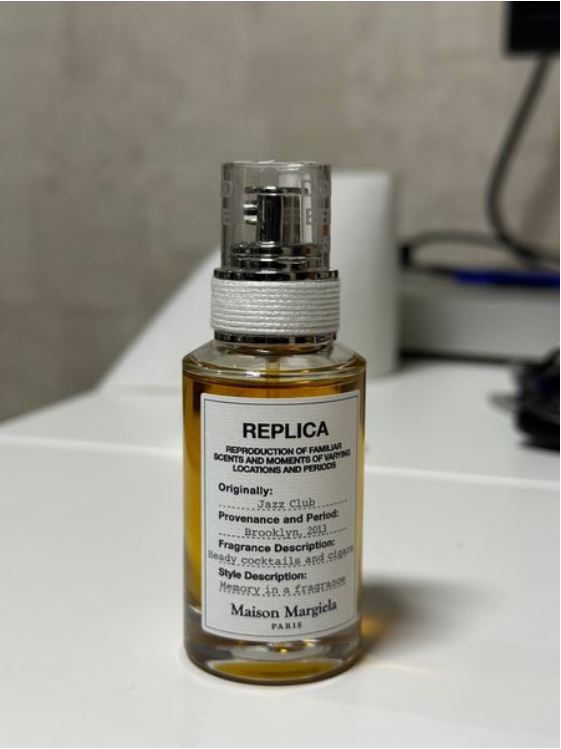 REPLICA
REPRODUCTION OF FAMILIAR
SCENTS AND MOMENTS OF VARYING
LOCATIONS AND PERIODS
Originally:
Jazz Club
Provenance and Period:
Brooklyn, 2013
Fragrance Description:
Heady cocktails and cigars
Style Description:
Memory in a fragrance
Maison Margiela
PARIS